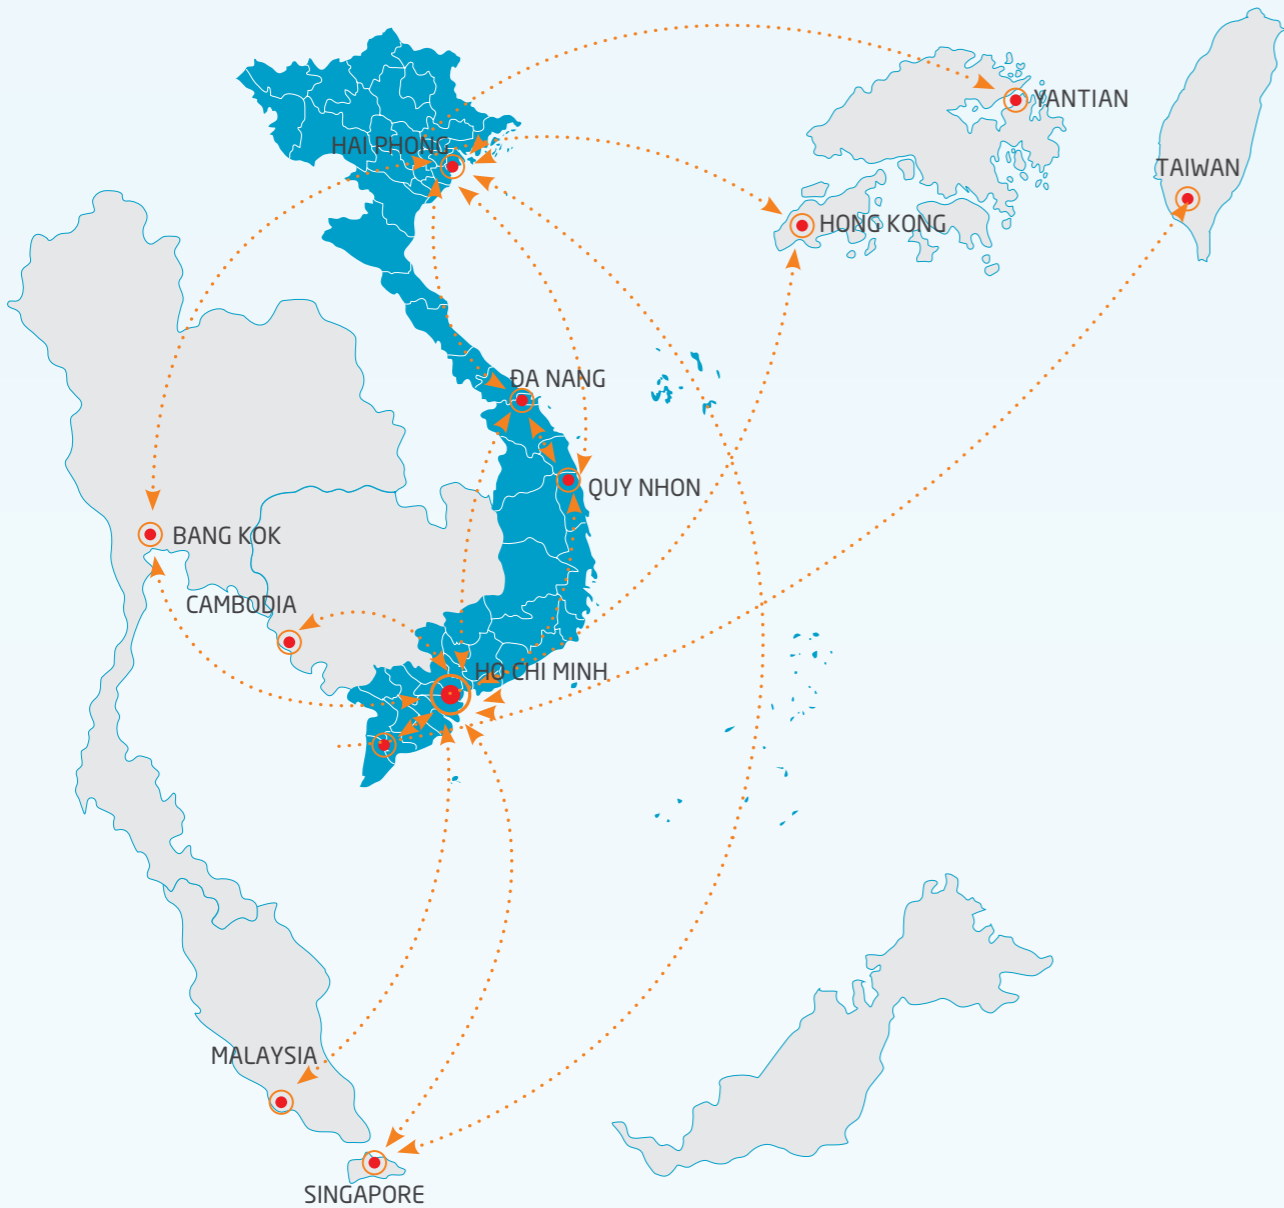 YANTIAN
HAI PHONG
TAIWAN
HONG KONG
ĐA NANG
QUY NHON
BANG KOK
CAMBODIA
HO CHI MINH
MALAYSIA
SINGAPORE